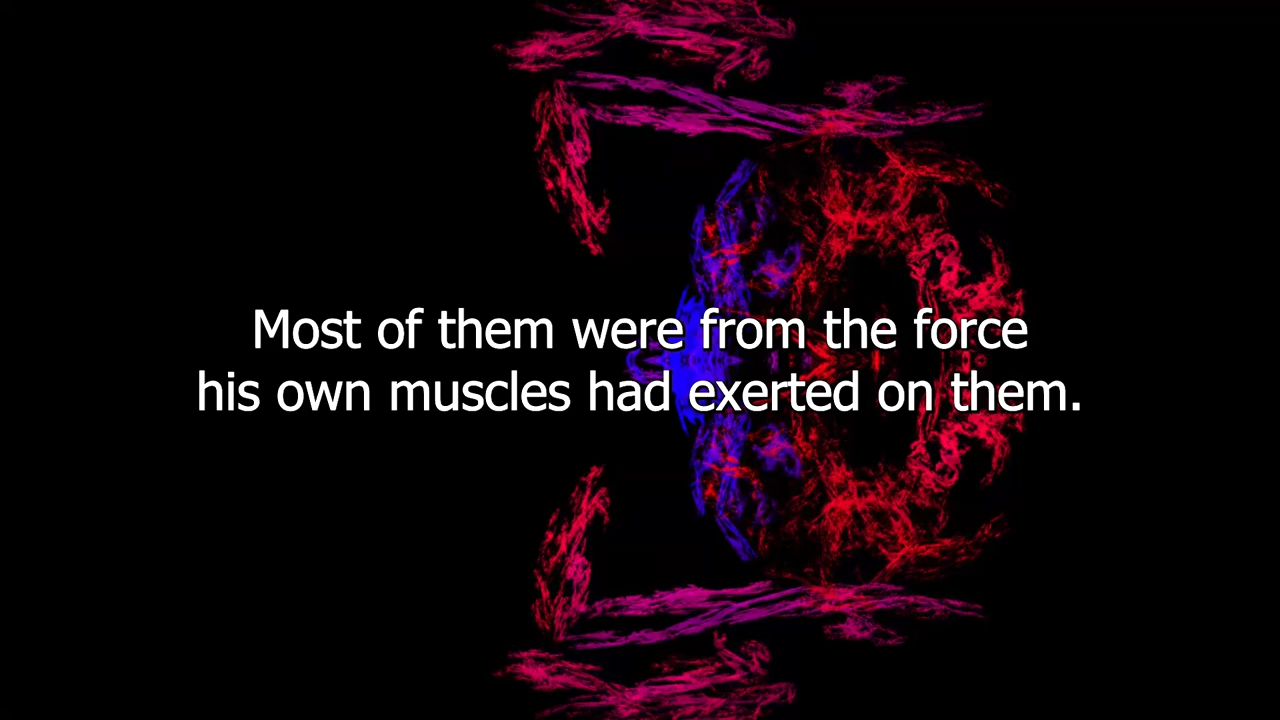 Most of them were from the force
his own muscles had exerted on them.